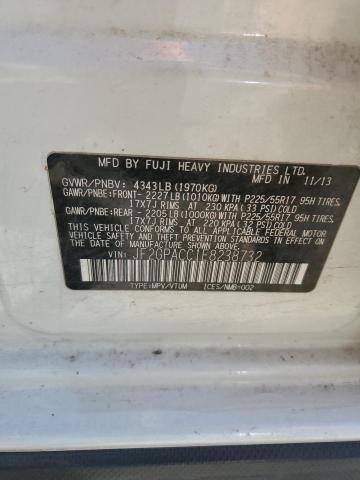 MFD BY FUJI HEAVY INDUSTRIES LTD.
MADE IN 11/13
GVWR/PNBV: 4343LB(1970KG)
GAWR/PNBE:FRONT- 2227LB(1010KG)WITH P225/55R17 95H TIRES,
17X7J RIMS AT 230 KPA(33 PSI)COLD
GAWR/PNBE:REAR - 2205LB(1000KG)WITH P225/55R17 95H TIRES,
17X7J RIMS AT 220 KPA(32 PSI)COLD
THIS VEHICLE CONFORMS TO ALL APPLICABLE FEDERAL MOTOR VEHICLE
SAFETY, BUMPER, AND THEFT PREVENTION STANDARDS IN EFFECT ON
THE DATE OF MANUFACTURE SHOWN ABOVE.
VIN: JF2GPACC1E8238732
TYPE:MPV/VTUM ICES/NMB-002